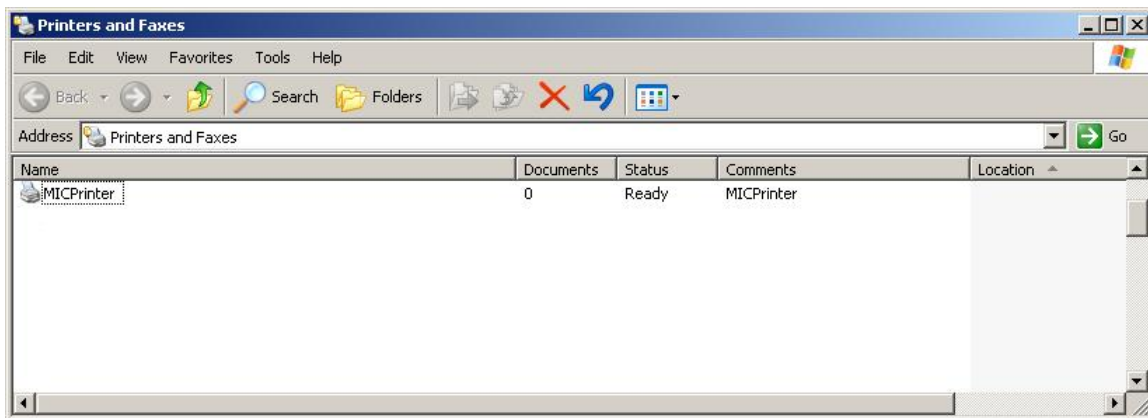 Printers and Faxes
File Edit View Favorites Tools Help
Back Search Folders
Address Printers and Faxes Go
Name Documents Status Comments Location
MICPrinter 0 Ready MICPrinter